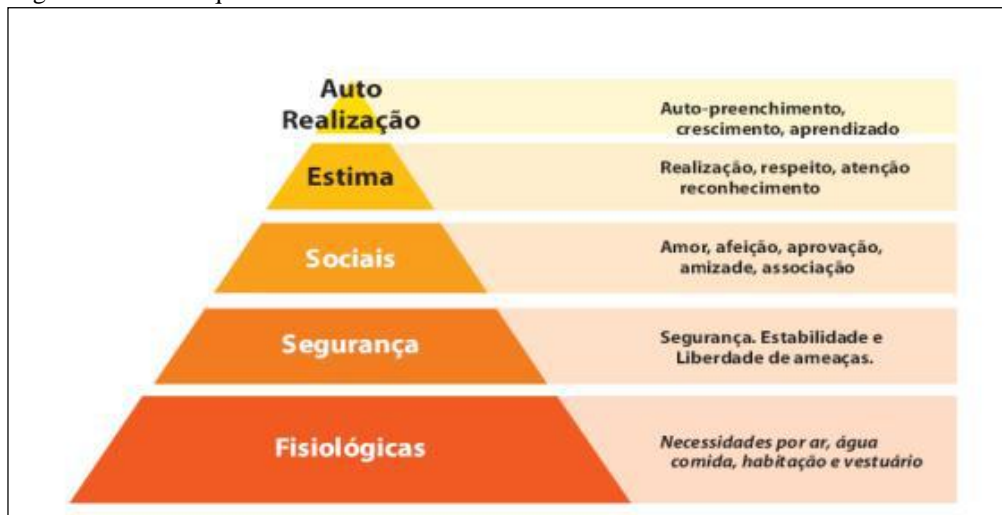 Auto
Realização
Auto-preenchimento,
crescimento, aprendizado
Estima
Realização, respeito, atenção
reconhecimento
Sociais
Amor, afeição, aprovação,
amizade, associação
Segurança
Segurança. Estabilidade e
Liberdade de ameaças.
Fisiológicas
Necessidades por ar, água
comida, habitação e vestuário